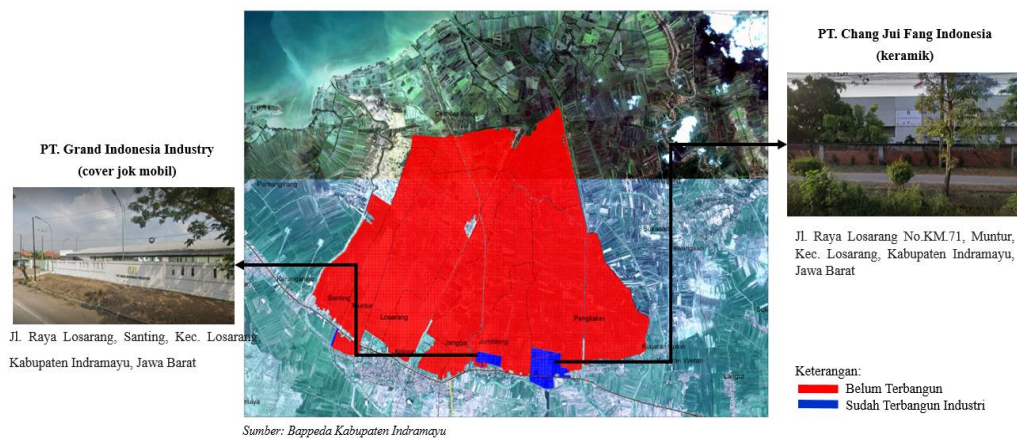 PT. Grand Indonesia Industry
(cover jok mobil)
Jl. Raya Losarang, Santing, Kec. Losarang
Kabupaten Indramayu, Jawa Barat
Santing
Muntur
Losarang
Jangga
Jumbleng
Pangkalan
Sumber: Bappeda Kabupaten Indramayu
PT. Chang Jui Fang Indonesia
(keramik)
Jl. Raya Losarang No.KM.71, Muntur,
Kec. Losarang, Kabupaten Indramayu,
Jawa Barat
Keterangan:
Belum Terbangun
Sudah Terbangun Industri